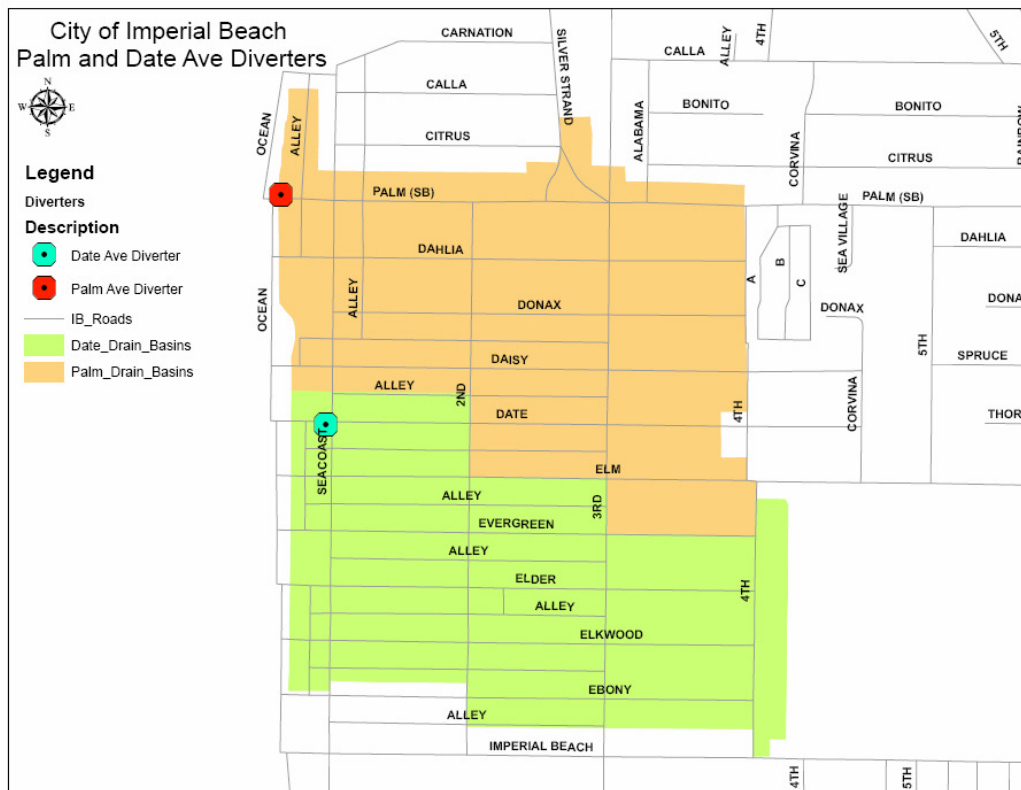 City of Imperial Beach
Palm and Date Ave Diverters
N
W
E
S
Legend
Diverters
Description
Date Ave Diverter
Palm Ave Diverter
IB_Roads
Date_Drain_Basins
Palm_Drain_Basins
CARNATION
SILVER STRAND
CALLA
ALLEY
4TH
5TH
CALLA
BONITO
BONITO
OCEAN
ALLEY
CITRUS
ALABAMA
CORVINA
CITRUS
RAINBOW
PALM (SB)
PALM (SB)
SEA VILLAGE
DAHLIA
DAHLIA
A
B
C
OCEAN
ALLEY
DONAX
DONAX
DONA
5TH
DAISY
SPRUCE
ALLEY
2ND
DATE
4TH
CORVINA
THOR
SEACOAST
ELM
ALLEY
3RD
EVERGREEN
ALLEY
ELDER
4TH
ALLEY
ELKWOOD
EBONY
ALLEY
IMPERIAL BEACH
4TH
5TH